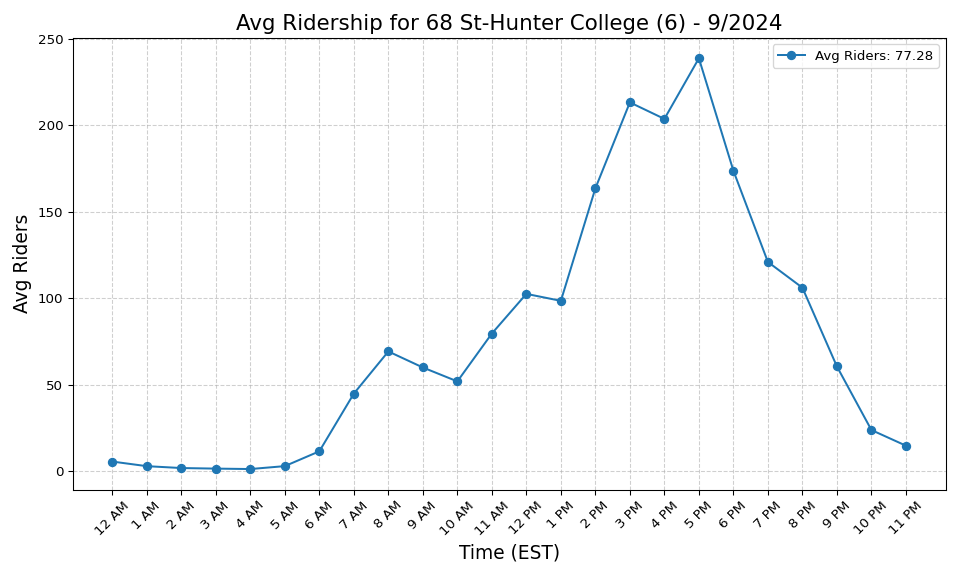 Avg Ridership for 68 St-Hunter College (6) - 9/2024
Avg Riders: 77.28
250
200
150
100
50
0
Avg Riders
12 AM
1 AM
2 AM
3 AM
4 AM
5 AM
6 AM
7 AM
8 AM
9 AM
10 AM
11 AM
12 PM
1 PM
2 PM
3 PM
4 PM
5 PM
6 PM
7 PM
8 PM
9 PM
10 PM
11 PM
Time (EST)